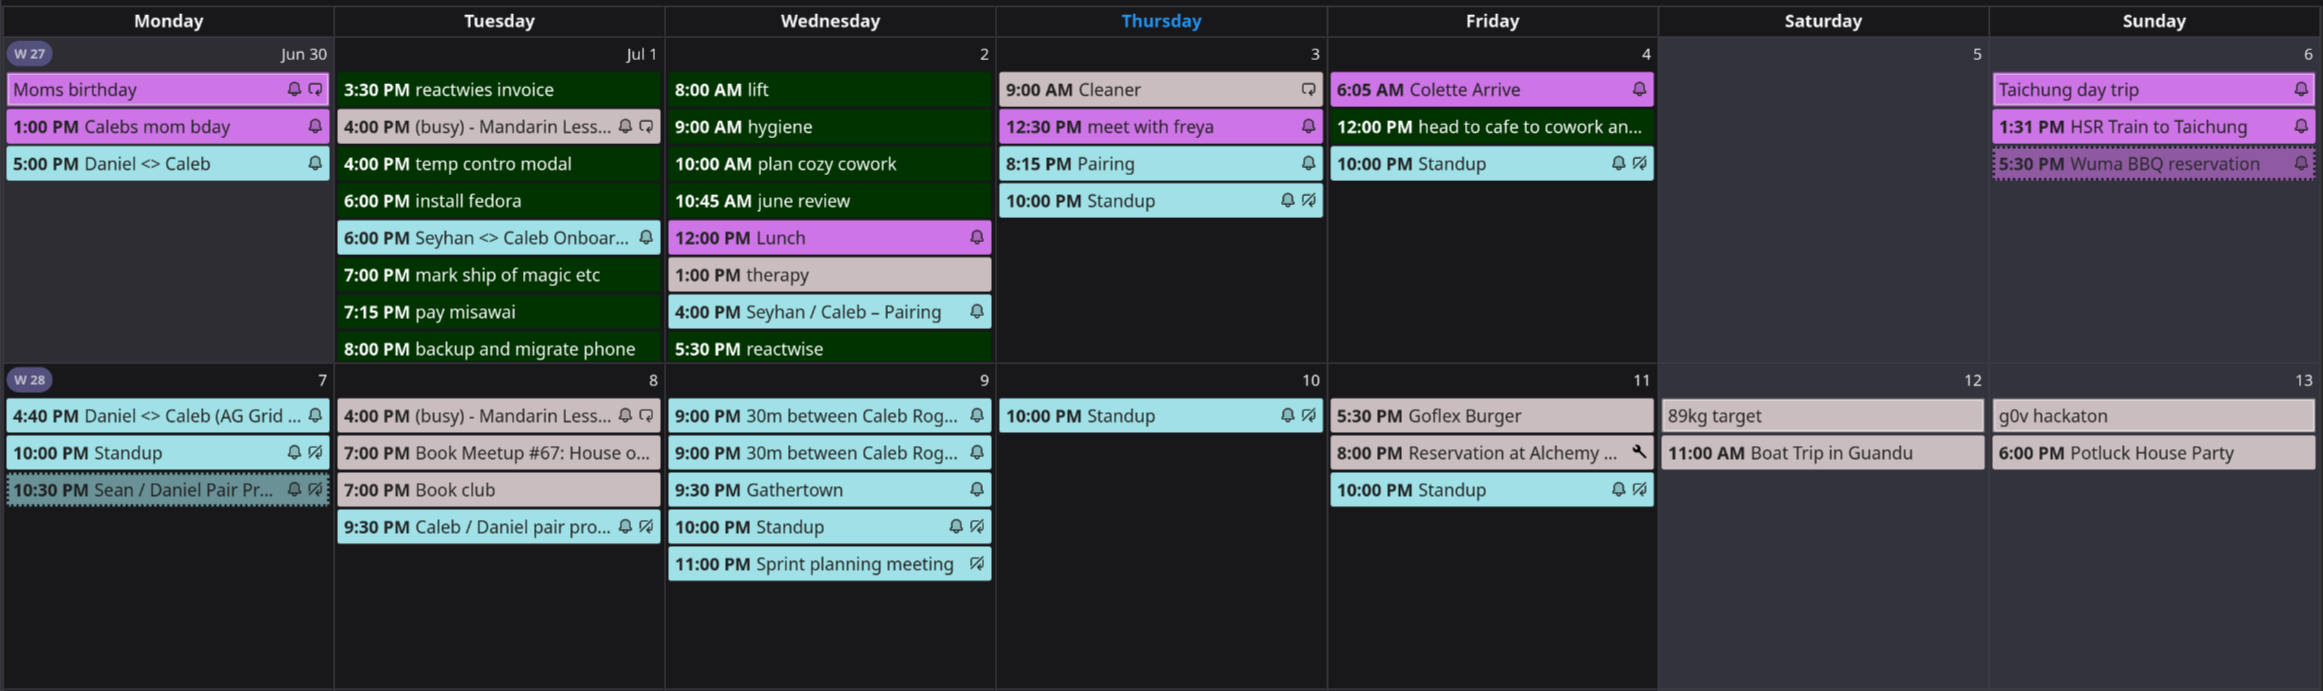 Monday
Tuesday
Wednesday
Thursday
Friday
Saturday
Sunday
W 27
Jun 30
Moms birthday
1:00 PM Calebs mom bday
5:00 PM Daniel <> Caleb
Jul 1
3:30 PM reactwies invoice
4:00 PM (busy) - Mandarin Less...
4:00 PM temp contro modal
6:00 PM install fedora
6:00 PM Seyhan <> Caleb Onboar...
7:00 PM mark ship of magic etc
7:15 PM pay misawai
8:00 PM backup and migrate phone
2
8:00 AM lift
9:00 AM hygiene
10:00 AM plan cozy cowork
10:45 AM june review
12:00 PM Lunch
1:00 PM therapy
4:00 PM Seyhan / Caleb – Pairing
5:30 PM reactwise
3
9:00 AM Cleaner
12:30 PM meet with freya
8:15 PM Pairing
10:00 PM Standup
4
6:05 AM Colette Arrive
12:00 PM head to cafe to cowork an...
10:00 PM Standup
5
6
Taichung day trip
1:31 PM HSR Train to Taichung
5:30 PM Wuma BBQ reservation
W 28
7
4:40 PM Daniel <> Caleb (AG Grid ...
10:00 PM Standup
10:30 PM Sean / Daniel Pair Pr...
8
4:00 PM (busy) - Mandarin Less...
7:00 PM Book Meetup #67: House o...
7:00 PM Book club
9:30 PM Caleb / Daniel pair pro...
9
9:00 PM 30m between Caleb Rog...
9:00 PM 30m between Caleb Rog...
9:30 PM Gathertown
10:00 PM Standup
11:00 PM Sprint planning meeting
10
10:00 PM Standup
11
5:30 PM Goflex Burger
8:00 PM Reservation at Alchemy ...
10:00 PM Standup
12
89kg target
11:00 AM Boat Trip in Guandu
13
g0v hackaton
6:00 PM Potluck House Party